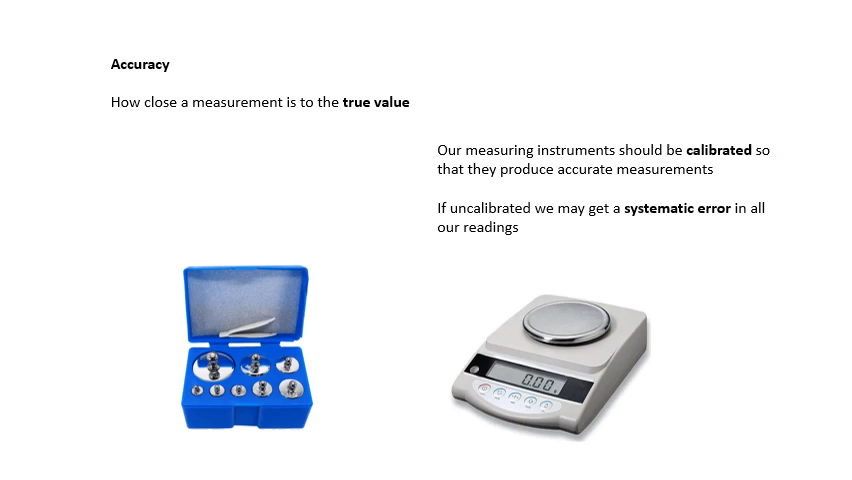 Accuracy
How close a measurement is to the true value
Our measuring instruments should be calibrated so
that they produce accurate measurements
If uncalibrated we may get a systematic error in all
our readings
0.00